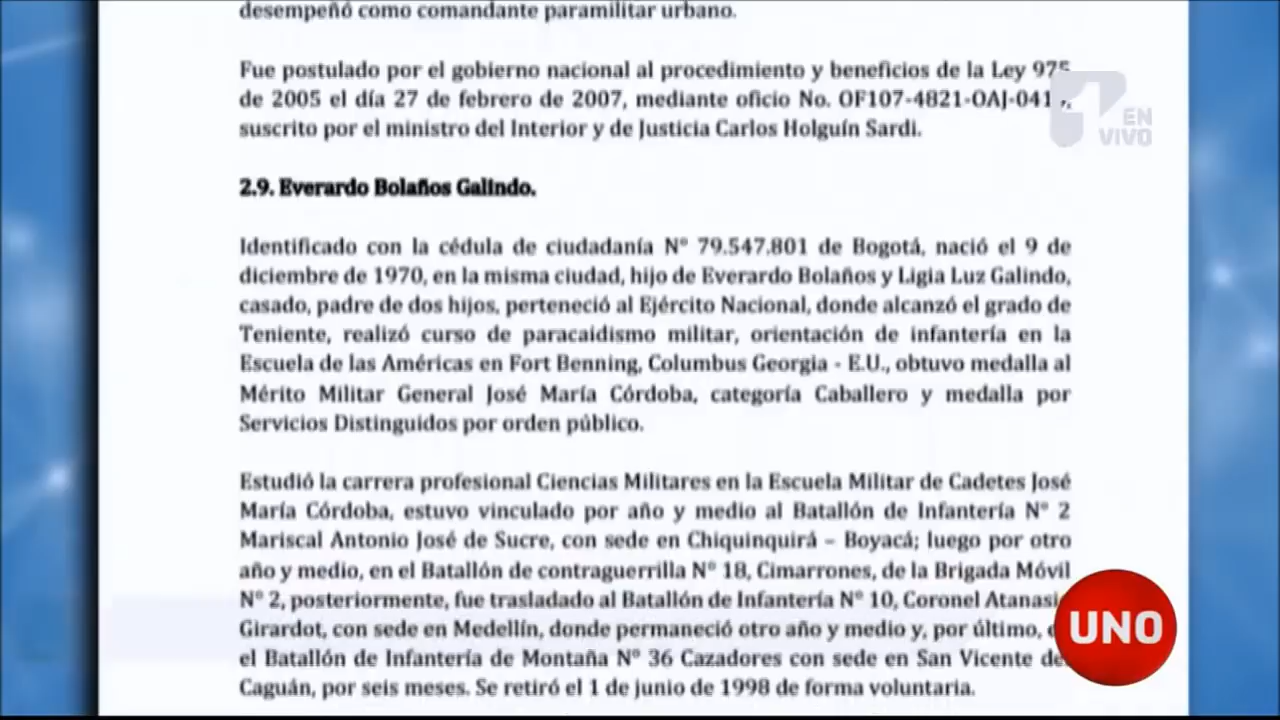 desempeñó como comandante paramilitar urbano.
Fue postulado por el gobierno nacional al procedimiento y beneficios de la Ley 975
de 2005 el día 27 de febrero de 2007, mediante oficio No.
suscrito por el ministro del Interior y de Justicia Carlos Holguín Sardi.
1 EN
VIVO
2.9. Everardo Bolaños Galindo.
Identificado con la cédula de ciudadanía N° 79.547.801 de Bogotá, nació el 9 de
diciembre de 1970, en la misma ciudad, hijo de Everardo Bolaños y Ligia Luz Galindo,
casado, padre de dos hijos, perteneció al Ejército Nacional, donde alcanzó el grado de
Teniente, realizó curso de paracaidismo militar, orientación de infantería en la
Escuela de las Américas en Fort Benning, Columbus Georgia - E.U., obtuvo medalla al
Mérito Militar General José María Córdoba, categoría Caballero y medalla por
Servicios Distinguidos por orden público.
Estudió la carrera profesional Ciencias Militares en la Escuela Militar de Cadetes José
María Córdoba, estuvo vinculado por año y medio al Batallón de Infantería N° 2
Mariscal Antonio José de Sucre, con sede en Chiquinquirá – Boyacá; luego por otro
año y medio, en el Batallón de contraguerrilla N° 18, Cimarrones, de la Brigada Móvil
N° 2, posteriormente, fue trasladado al Batallón de Infantería N° 10, Coronel
Girardot, con sede en Medellín, donde permaneció otro año y medio y, por último,
el Batallón de Infantería de Montaña N° 36 Cazadores con sede en San Vicente
Caguán, por seis meses. Se retiró el 1 de junio de 1998 de forma voluntaria.
UNO